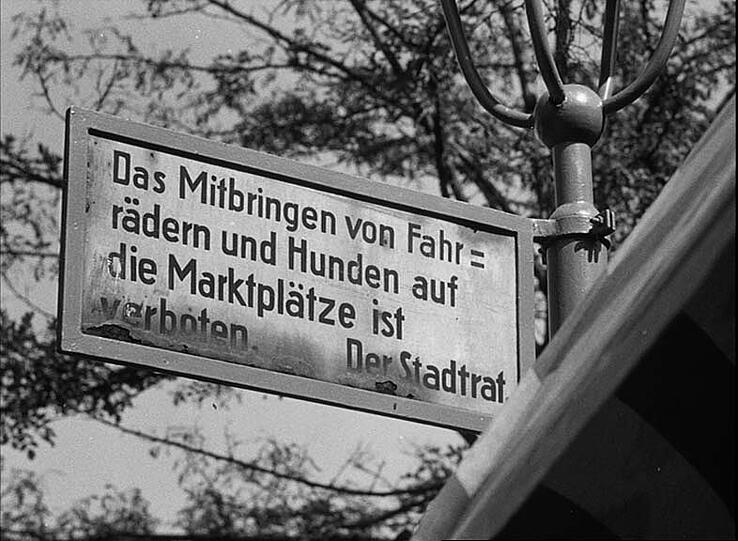 Das Mitbringen von Fahr=
rädern und Hunden auf
die Marktplätze ist
verboten.
Der Stadtrat.